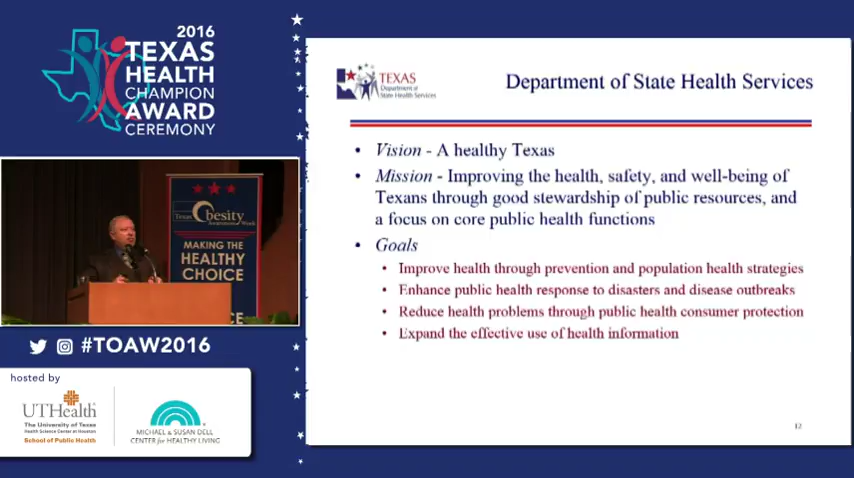 2016
TEXAS
HEALTH
CHAMPION
AWARD
CEREMONY
Texas Obesity
Awareness Week
MAKING THE
HEALTHY
CHOICE
CE
#TOAW2016
hosted by
UTHealth
The University of Texas
Health Science Center at Houston
School of Public Health
MICHAEL & SUSAN DELL
CENTER for HEALTHY LIVING
TEXAS
Department of
State Health Services
Department of State Health Services
• Vision - A healthy Texas
• Mission - Improving the health, safety, and well-being of
Texans through good stewardship of public resources, and
a focus on core public health functions
• Goals
• Improve health through prevention and population health strategies
• Enhance public health response to disasters and disease outbreaks
• Reduce health problems through public health consumer protection
• Expand the effective use of health information
12